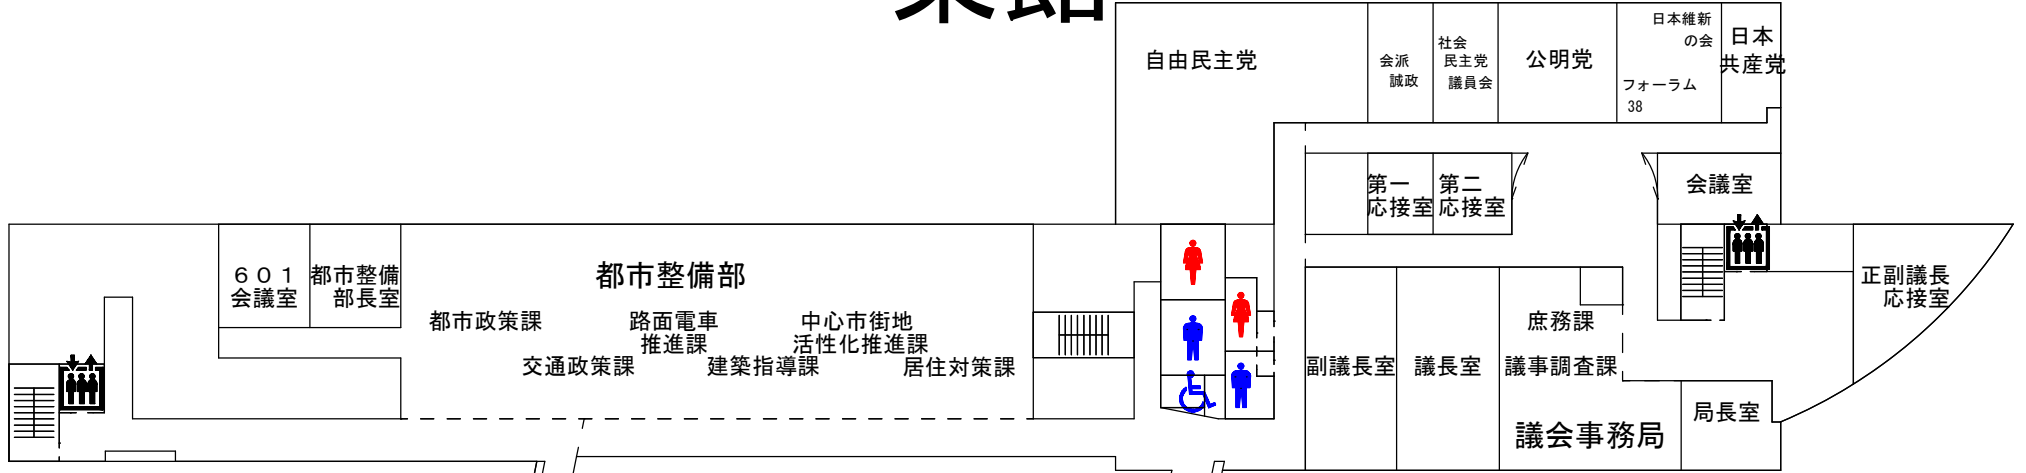 自由民主党
会派
誠政
社会
民主党
議員会
公明党
日本維新
の会
フォーラム
38
日本
共産党
第一
応接室
第二
応接室
会議室
６０１
会議室
都市整備
部長室
都市整備部
都市政策課
路面電車
推進課
中心市街地
活性化推進課
交通政策課
建築指導課
居住対策課
副議長室
議長室
庶務課
議事調査課
議会事務局
局長室
正副議長
応接室